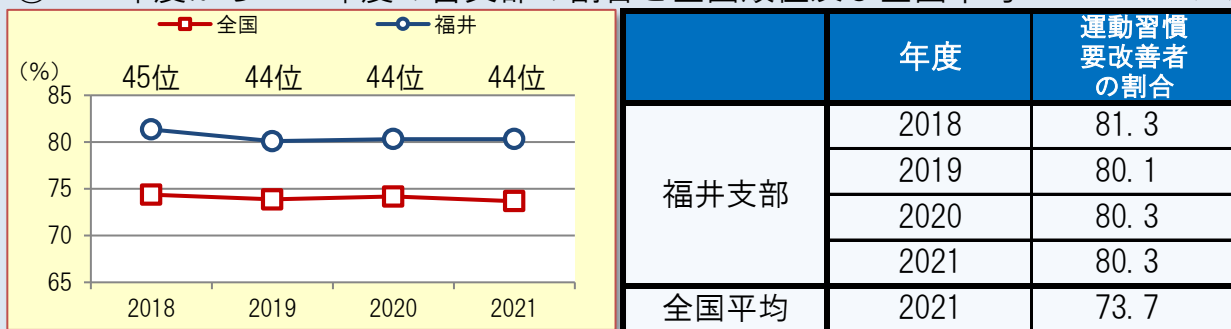 全国
福井
(%)
45位
44位
44位
44位
85
80
75
70
65
2018
2019
2020
2021
年度
運動習慣
要改善者
の割合
福井支部
2018
81.3
2019
80.1
2020
80.3
2021
80.3
全国平均
2021
73.7